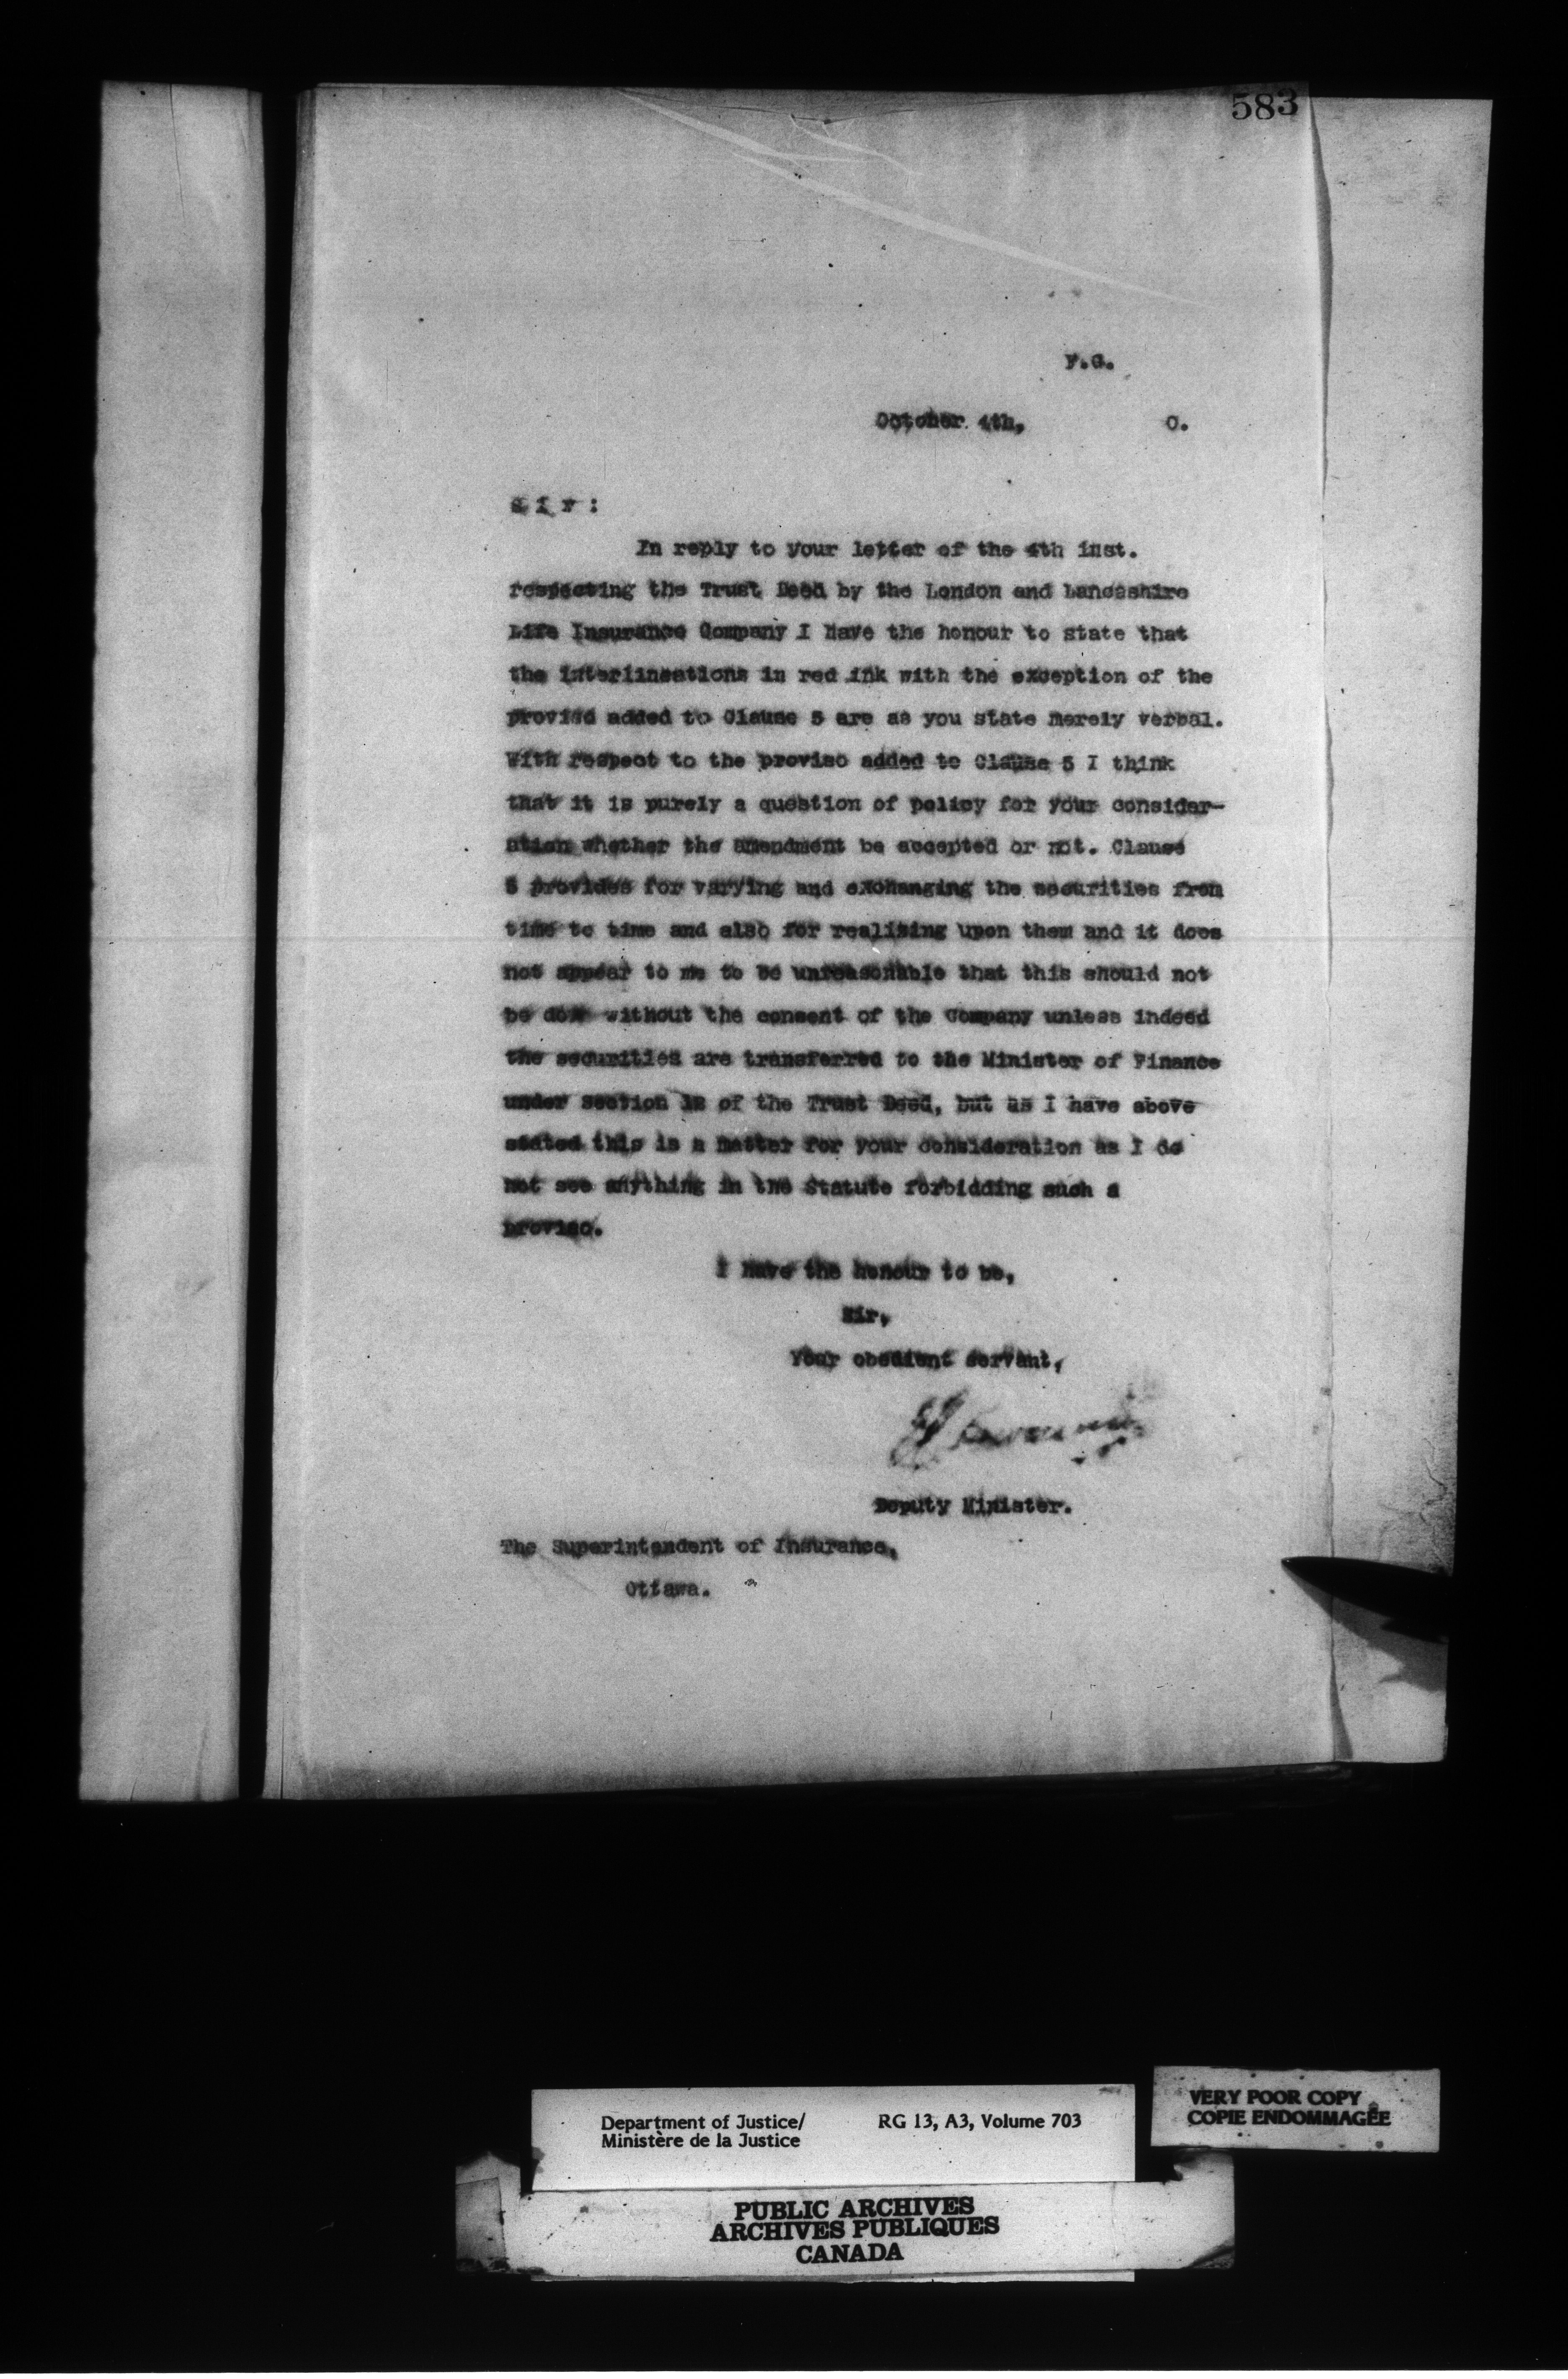 583
F.G.
October 4th, 0.
S i r :
In reply to your letter of the 4th inst.
respecting the Trust Deed by the London and Lancashire
Life Insurance Company I have the honour to state that
the interlineations in red ink with the exception of the
proviso added to Clause 5 are as you state merely verbal.
With respect to the proviso added to Clause 5 I think
that it is purely a question of policy for your consider-
ation whether the amendment be accepted or not. Clause
5 provides for varying and exchanging the securities from
time to time and also for realizing upon them and it does
not appear to me to be unreasonable that this should not
be done without the consent of the Company unless indeed
the securities are transferred to the Minister of Finance
under section 12 of the Trust Deed, but as I have above
stated this is a matter for your consideration as I do
not see anything in the Statute forbidding such a
proviso.
I have the honour to be,
Sir,
Your obedient servant,
Deputy Minister.
The Superintendent of Insurance,
Ottawa.
Department of Justice/ RG 13, A3, Volume 703
Ministère de la Justice
VERY POOR COPY
COPIE ENDOMMAGÉE
PUBLIC ARCHIVES
ARCHIVES PUBLIQUES
CANADA